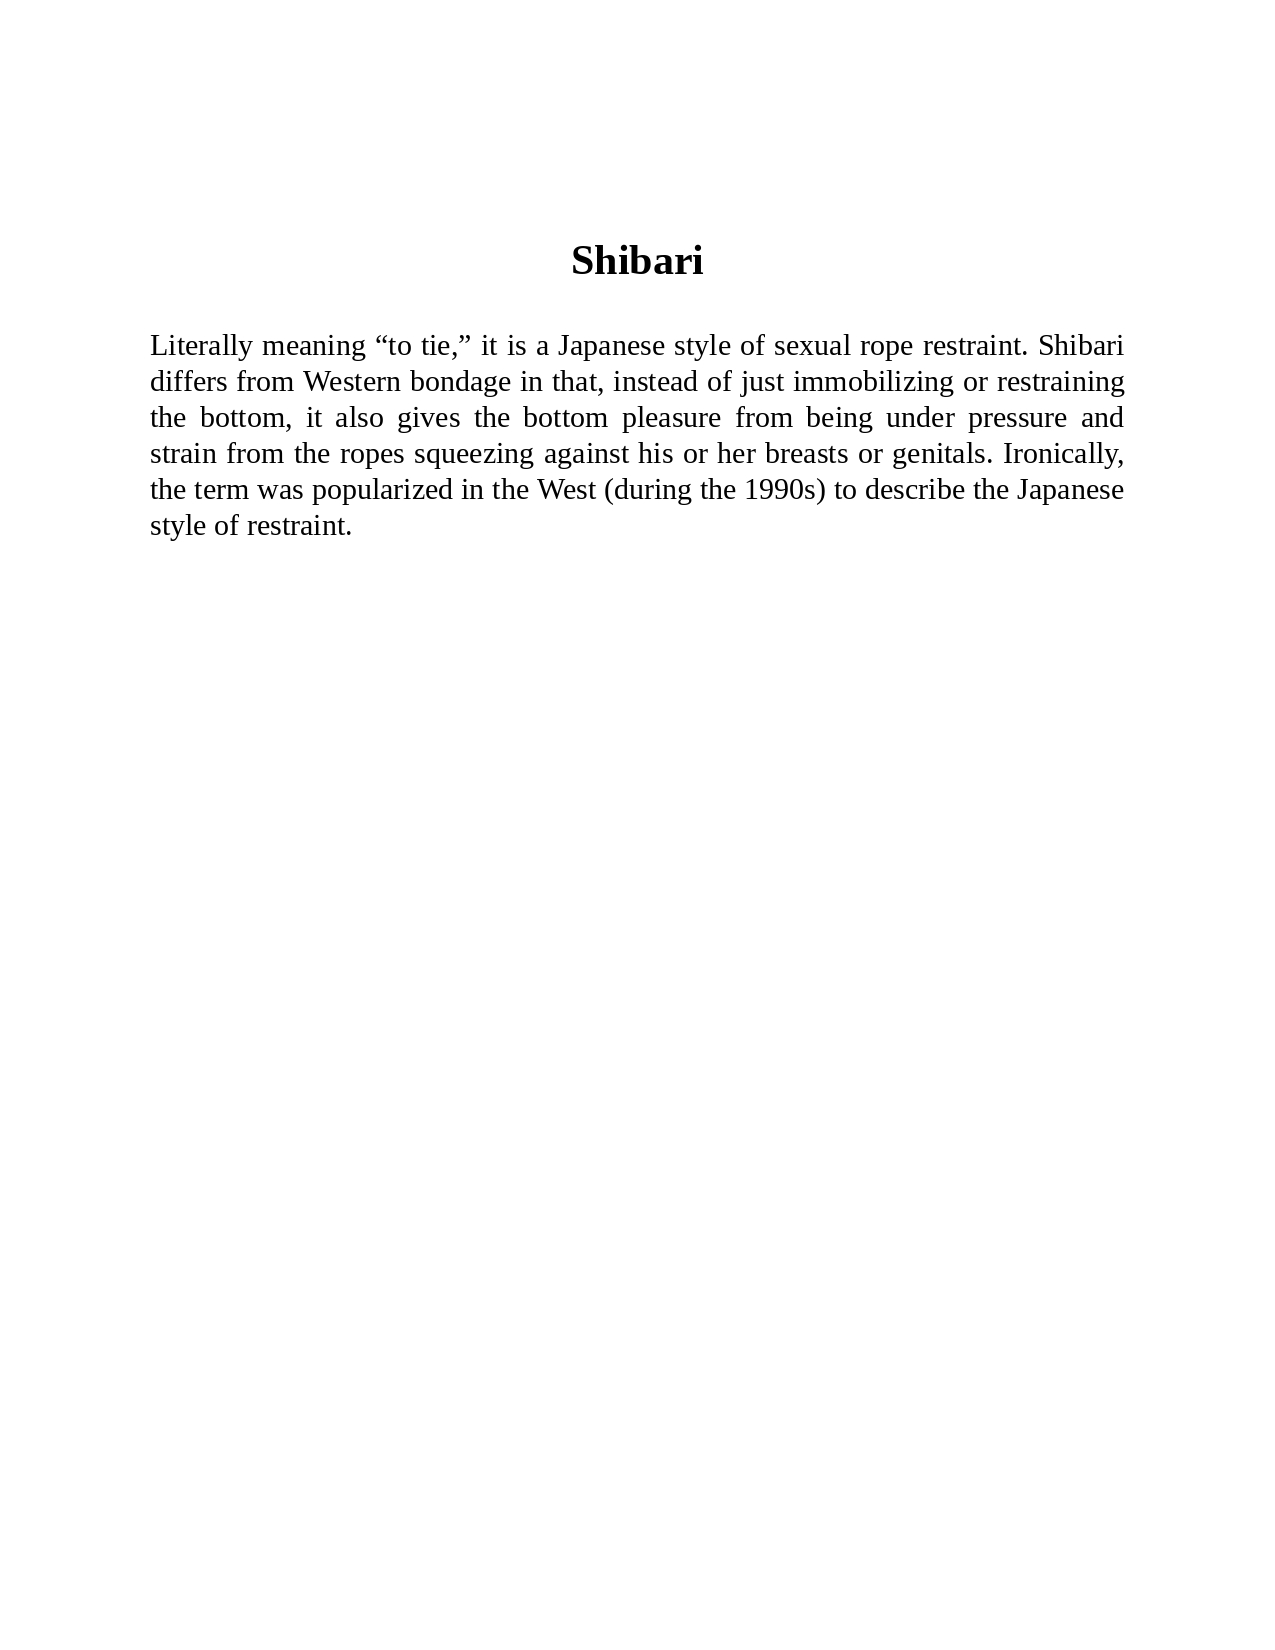 Shibari
Literally meaning “to tie,” it is a Japanese style of sexual rope restraint. Shibari
differs from Western bondage in that, instead of just immobilizing or restraining
the bottom, it also gives the bottom pleasure from being under pressure and
strain from the ropes squeezing against his or her breasts or genitals. Ironically,
the term was popularized in the West (during the 1990s) to describe the Japanese
style of restraint.